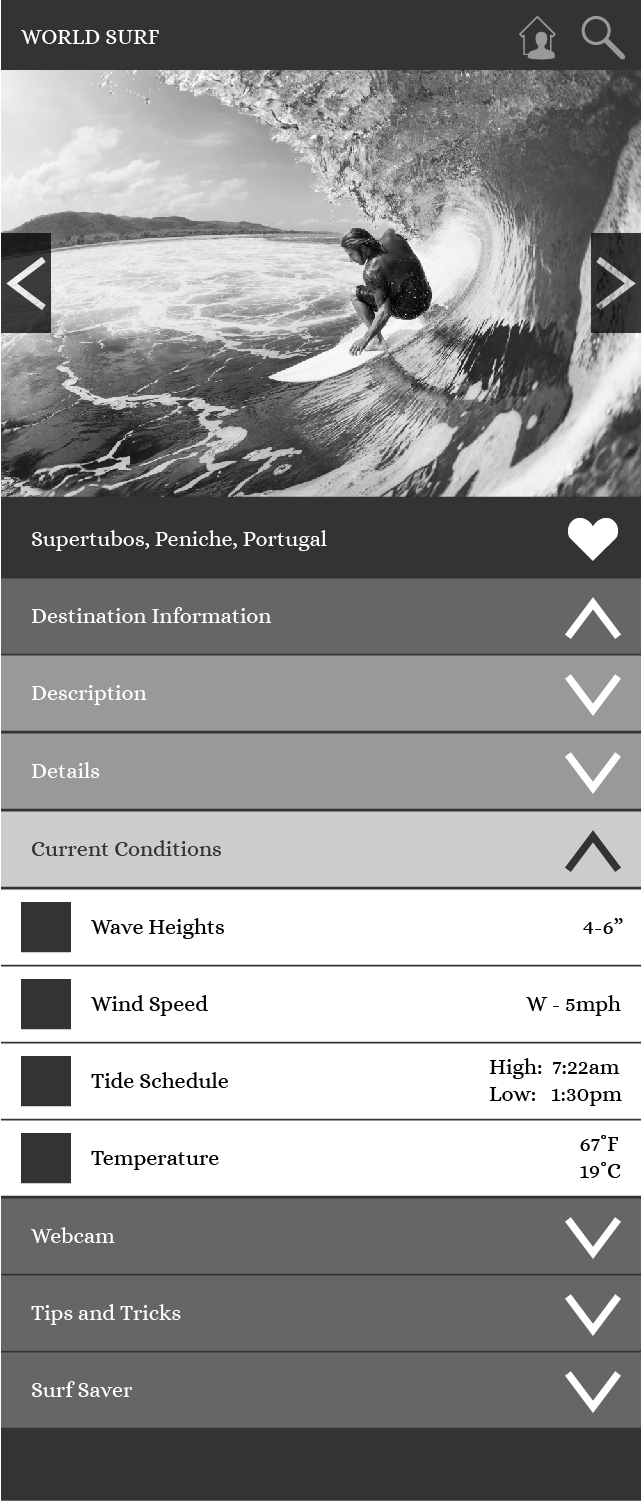 WORLD SURF
Supertubos, Peniche, Portugal
Destination Information
Description
Details
Current Conditions
Wave Heights 4-6”
Wind Speed W - 5mph
Tide Schedule High: 7:22am
Low: 1:30pm
Temperature 67˚F
19˚C
Webcam
Tips and Tricks
Surf Saver